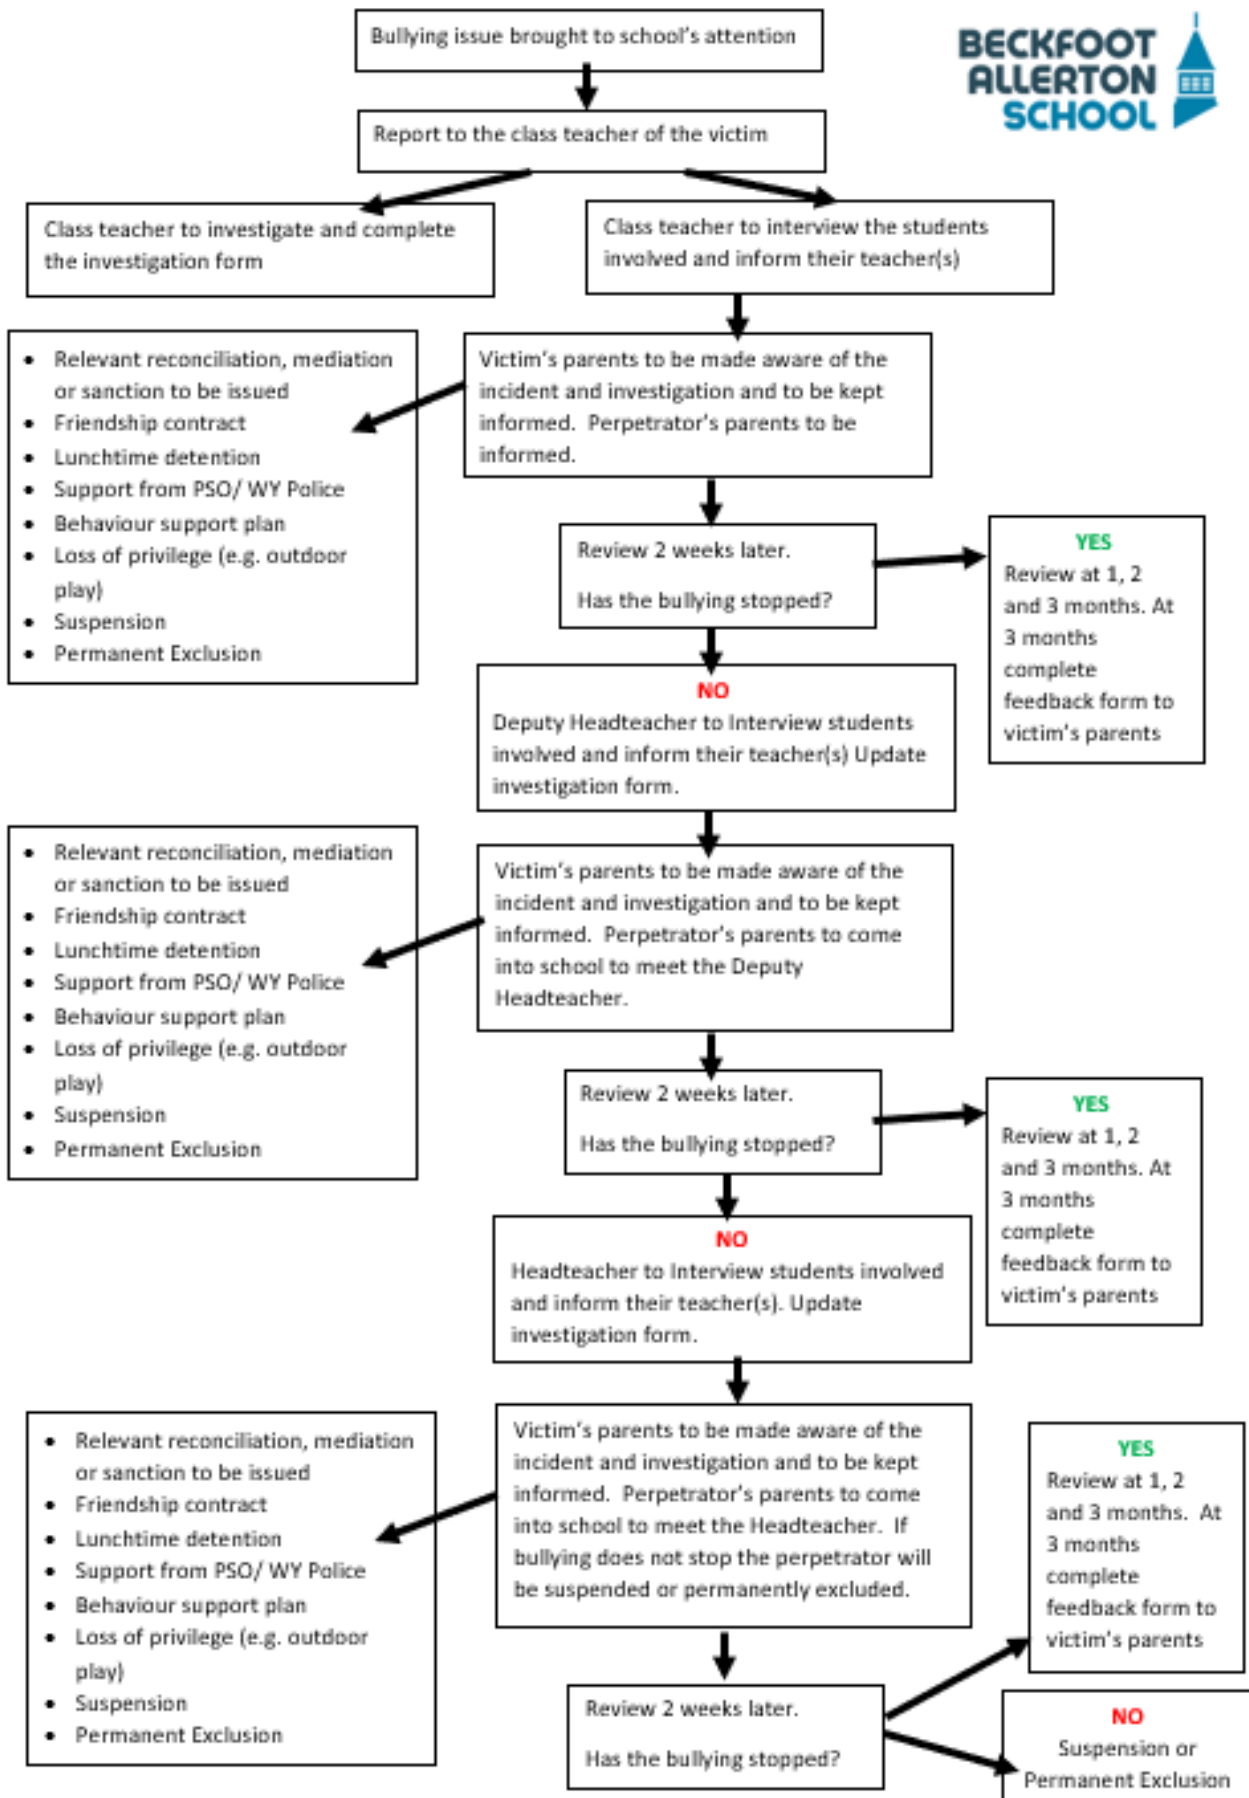 Bullying issue brought to school's attention
BECKFOOT
ALLERTON
SCHOOL
Report to the class teacher of the victim
Class teacher to investigate and complete
the investigation form
Class teacher to interview the students
involved and inform their teacher(s)
• Relevant reconciliation, mediation
or sanction to be issued
• Friendship contract
• Lunchtime detention
• Support from PSO/ WY Police
• Behaviour support plan
• Loss of privilege (e.g. outdoor
play)
• Suspension
• Permanent Exclusion
Victim's parents to be made aware of the
incident and investigation and to be kept
informed. Perpetrator's parents to be
informed.
Review 2 weeks later.
Has the bullying stopped?
YES
Review at 1, 2
and 3 months. At
3 months
complete
feedback form to
victim's parents
NO
Deputy Headteacher to Interview students
involved and inform their teacher(s) Update
investigation form.
• Relevant reconciliation, mediation
or sanction to be issued
• Friendship contract
• Lunchtime detention
• Support from PSO/ WY Police
• Behaviour support plan
• Loss of privilege (e.g. outdoor
play)
• Suspension
• Permanent Exclusion
Victim's parents to be made aware of the
incident and investigation and to be kept
informed. Perpetrator's parents to come
into school to meet the Deputy
Headteacher.
Review 2 weeks later.
Has the bullying stopped?
YES
Review at 1, 2
and 3 months. At
3 months
complete
feedback form to
victim's parents
NO
Headteacher to Interview students involved
and inform their teacher(s). Update
investigation form.
• Relevant reconciliation, mediation
or sanction to be issued
• Friendship contract
• Lunchtime detention
• Support from PSO/ WY Police
• Behaviour support plan
• Loss of privilege (e.g. outdoor
play)
• Suspension
• Permanent Exclusion
Victim's parents to be made aware of the
incident and investigation and to be kept
informed. Perpetrator's parents to come
into school to meet the Headteacher. If
bullying does not stop the perpetrator will
be suspended or permanently excluded.
YES
Review at 1, 2
and 3 months. At
3 months
complete
feedback form to
victim's parents
Review 2 weeks later.
Has the bullying stopped?
NO
Suspension or
Permanent Exclusion